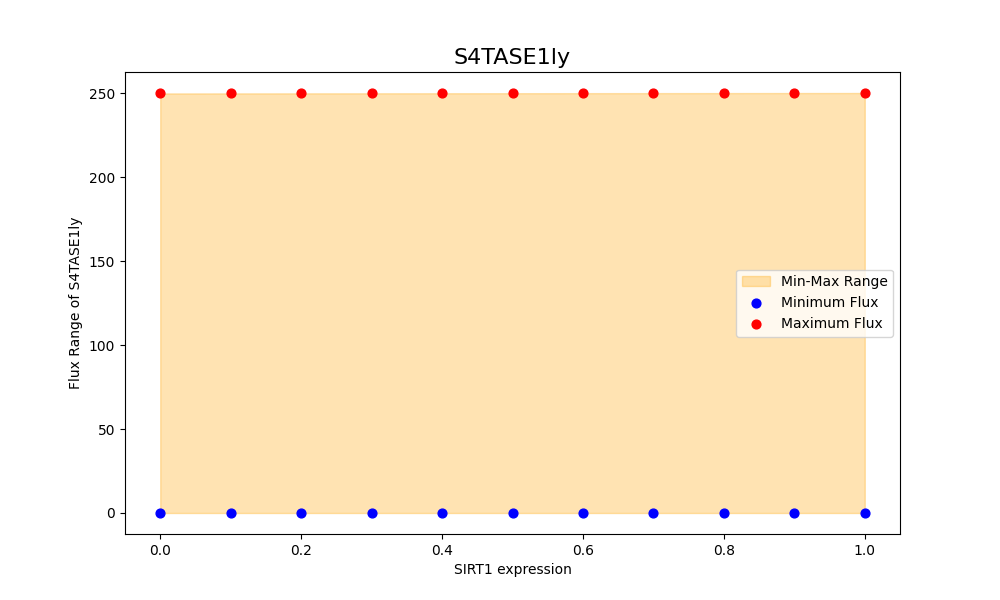 S4TASE1ly
Flux Range of S4TASE1ly
250
200
150
100
50
0
Min-Max Range
Minimum Flux
Maximum Flux
0.0 0.2 0.4 0.6 0.8 1.0
SIRT1 expression